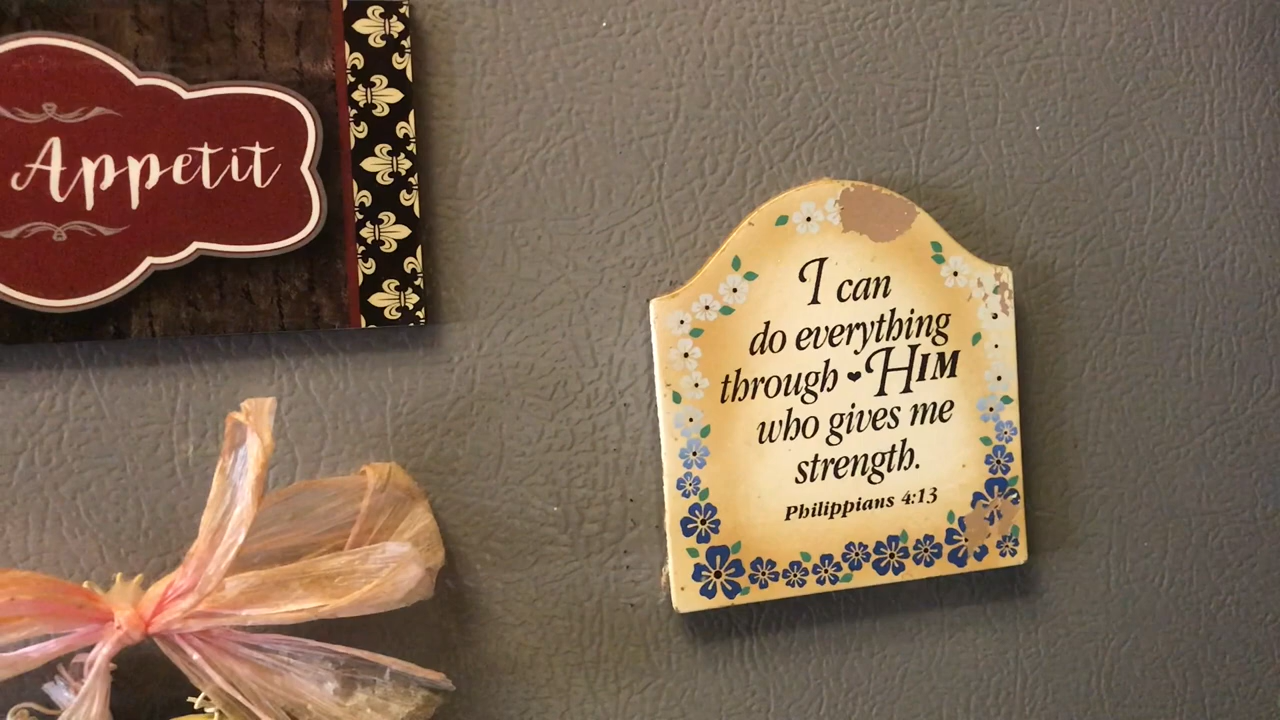 Appetit
I can
do everything
through ❤ HIM
who gives me
strength.
Philippians 4:13